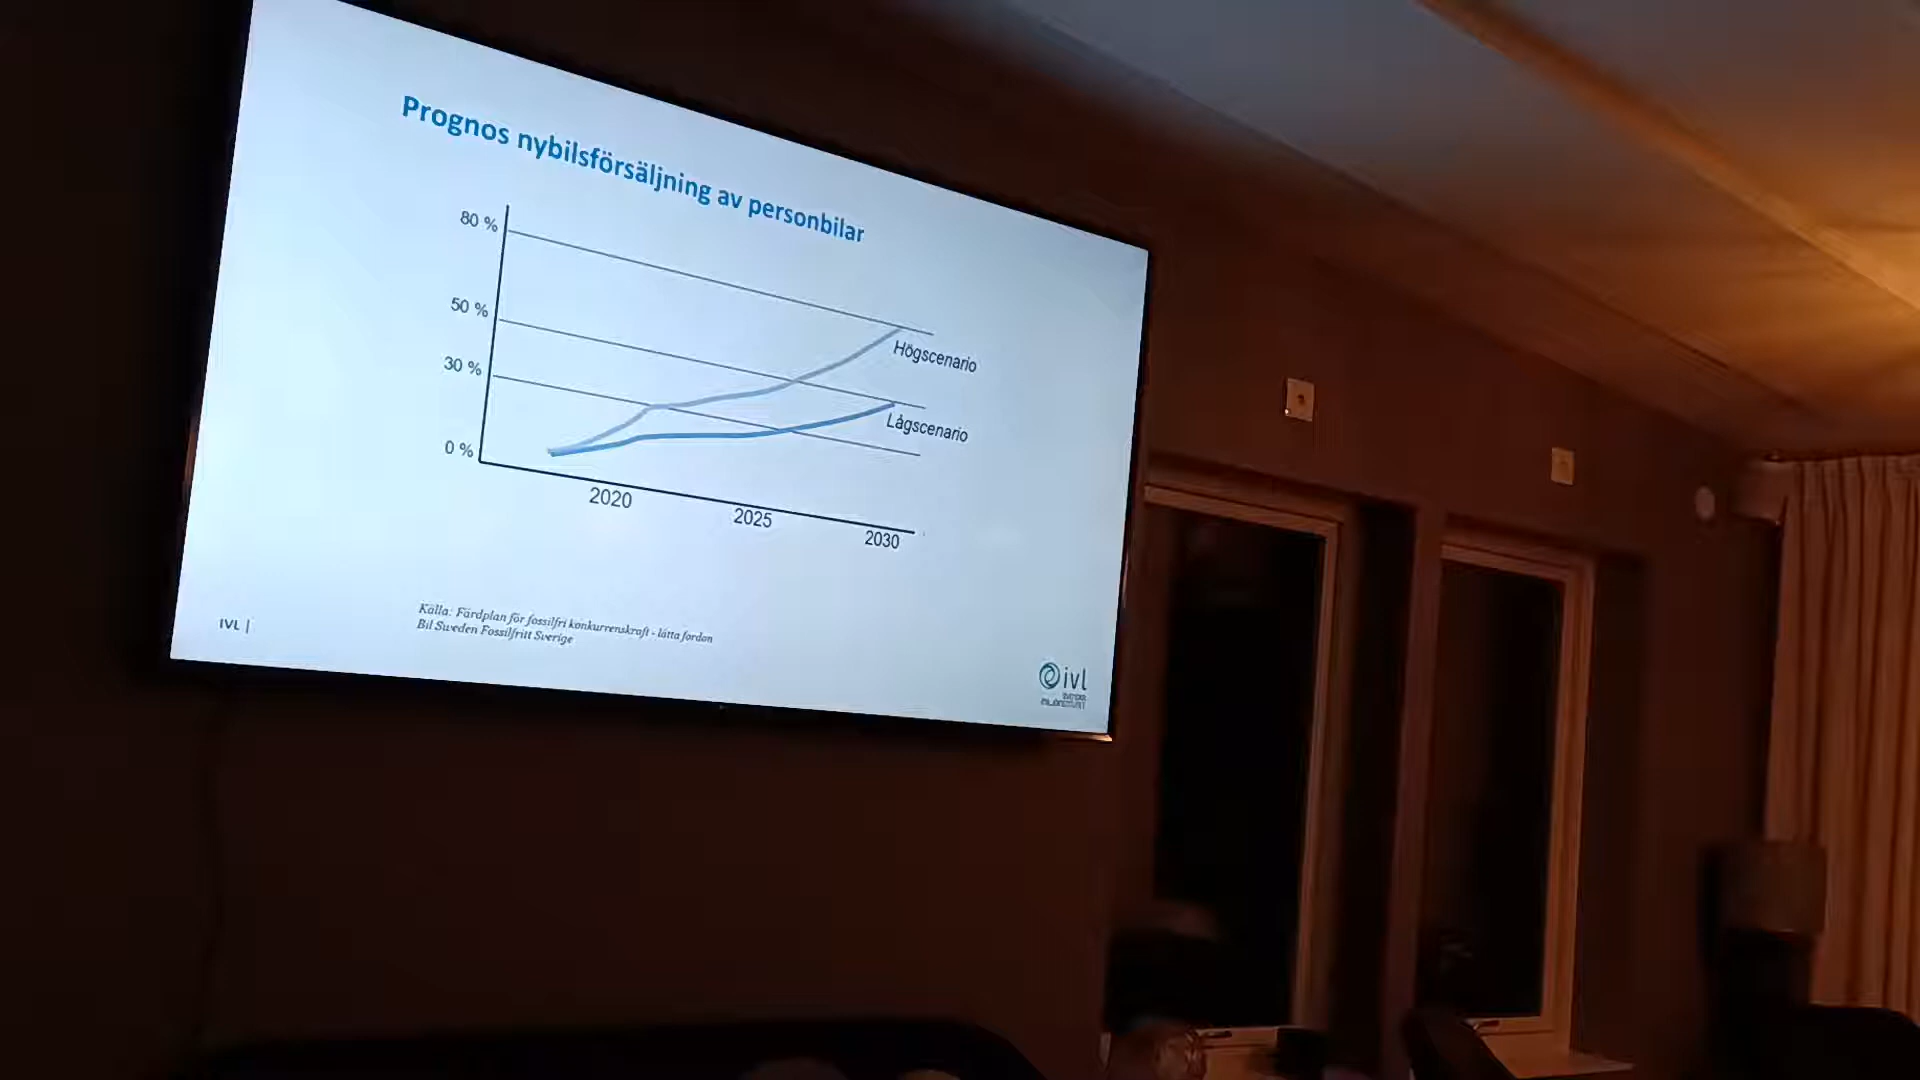 Prognos nybilsförsäljning av personbilar
80 %
50 %
30 %
0 %
Högscenario
Lågscenario
2020
2025
2030
Källa: Färdplan för fossilfri konkurrenskraft - lätta fordon
Bil Sweden Fossilfritt Sverige
IVL |
ivl